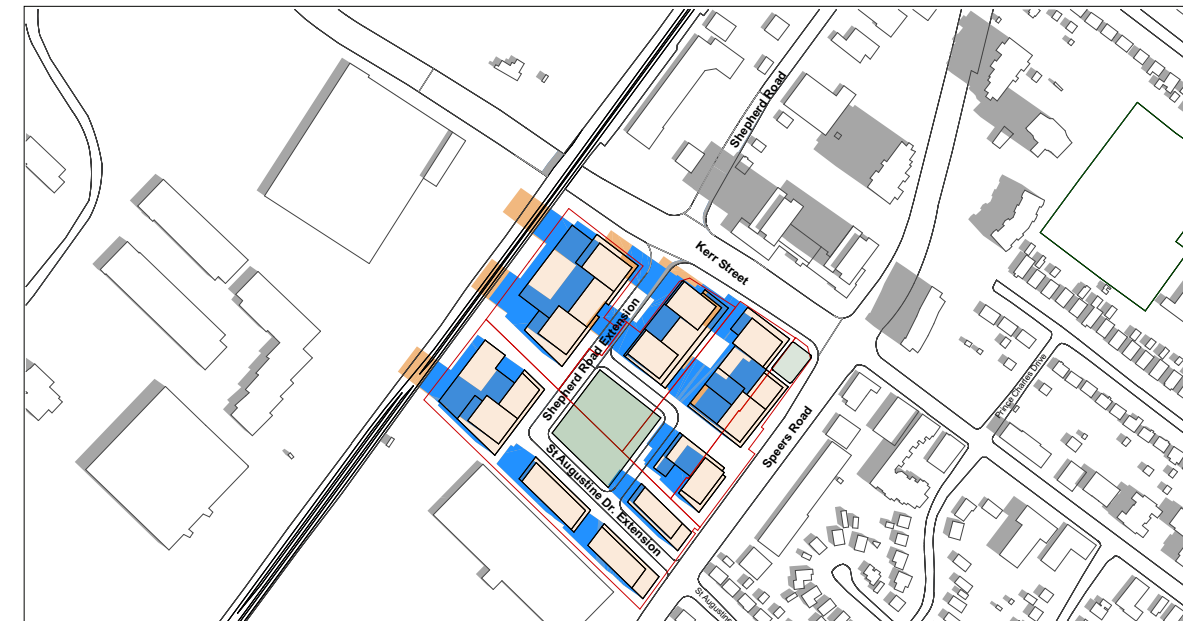 Shepherd Road
Kerr Street
Shepherd Road Extension
Prince Charles Drive
Speers Road
St Augustine Dr. Extension
St Augustine